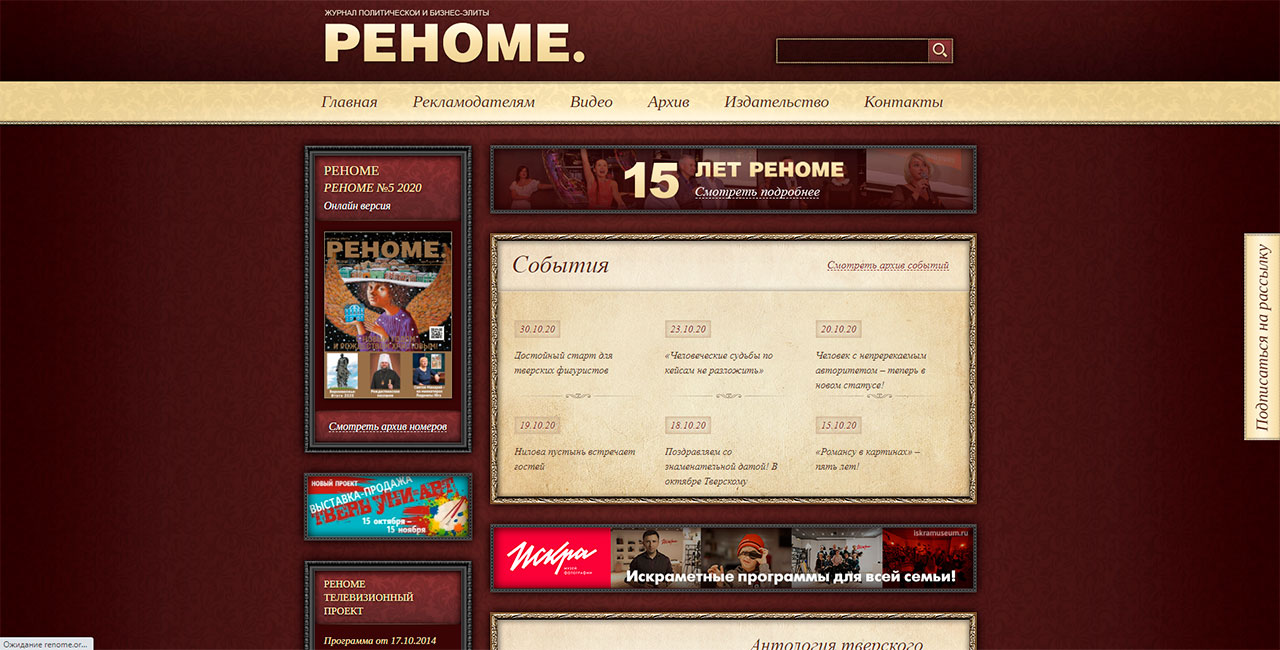 ЖУРНАЛ ПОЛИТИЧЕСКОЙ И БИЗНЕС-ЭЛИТЫ
РЕНОМЕ.
Главная
Рекламодателям
Видео
Архив
Издательство
Контакты
РЕНОМЕ
РЕНОМЕ №5 2020
Онлайн версия
РЕНОМЕ.
Смотреть архив номеров
НОВЫЙ ПРОЕКТ
ВЫСТАВКА-ПРОДАЖА
ТВЕРЬ УНИ-АРТ
15 октября –
15 ноября
РЕНОМЕ
ТЕЛЕВИЗИОННЫЙ
ПРОЕКТ
Программа от 17.10.2014
15 ЛЕТ РЕНОМЕ
Смотреть подробнее
События
Смотреть архив событий
30.10.20
Достойный старт для
тверских фигуристов
23.10.20
«Человеческие судьбы по
кейсам не разложить»
20.10.20
Человек с непререкаемым
авторитетом – теперь в
новом статусе!
19.10.20
Нилова пустынь встречает
гостей
18.10.20
Поздравляем со
знаменательной датой! В
октябре Тверскому
15.10.20
«Романсу в картинах» –
пять лет!
Искра
МУЗЕЙ
ФОТОГРАФИИ
iskramuseum.ru
Искраметные программы для всей семьи!
Антология тверского
Подписаться на рассылку
Ожидание renome.or...